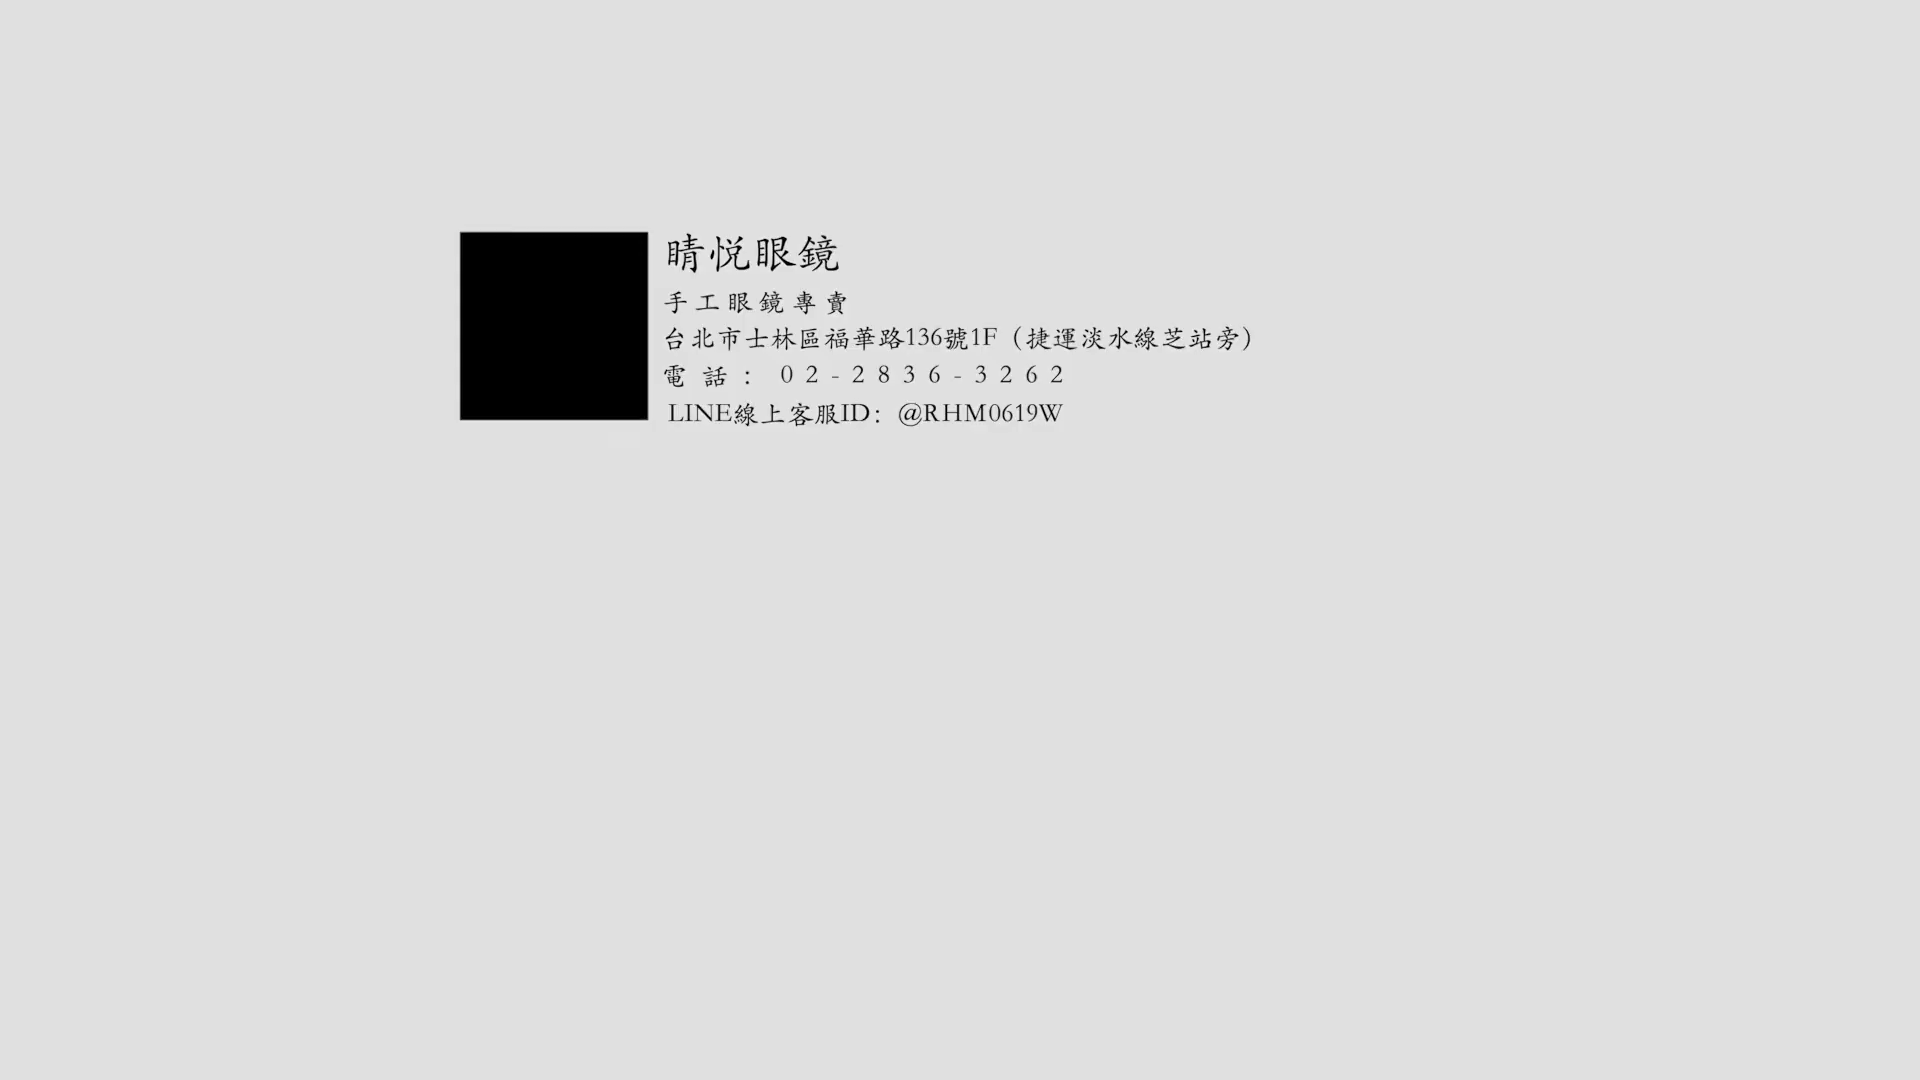 睛悦眼鏡
手工眼鏡專賣
台北市士林區福華路136號1F（捷運淡水線芝站旁）
電話： 02-2836-3262
LINE線上客服ID：@RHM0619W